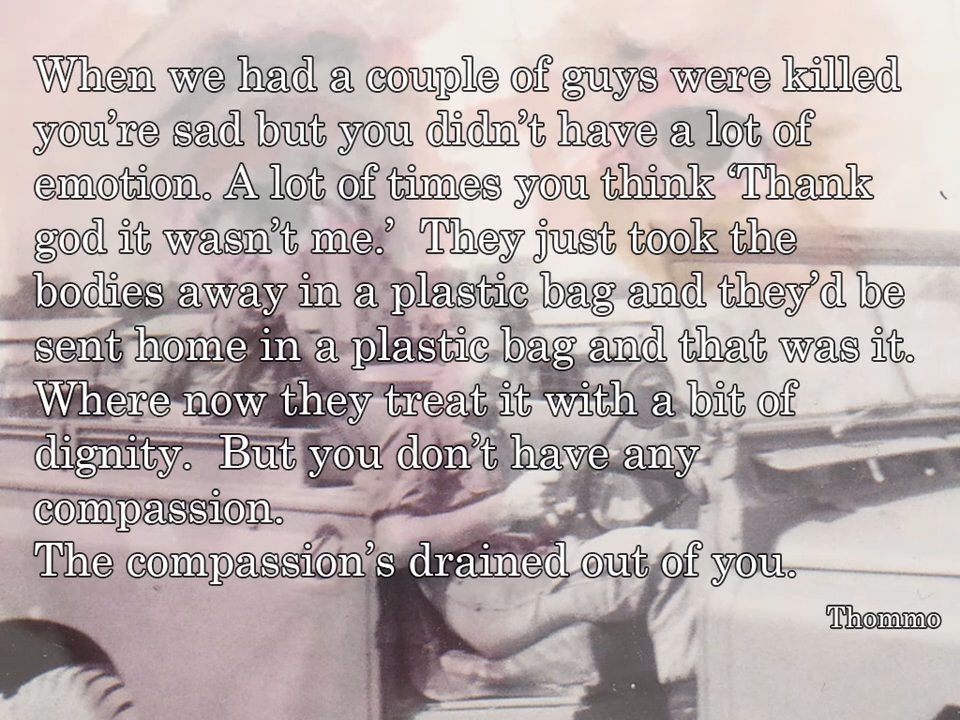 When we had a couple of guys were killed
you're sad but you didn't have a lot of
emotion. A lot of times you think ‘Thank
god it wasn't me.’  They just took the
bodies away in a plastic bag and they'd be
sent home in a plastic bag and that was it.
Where now they treat it with a bit of
dignity.  But you don't have any
compassion.
The compassion's drained out of you.
Thommo